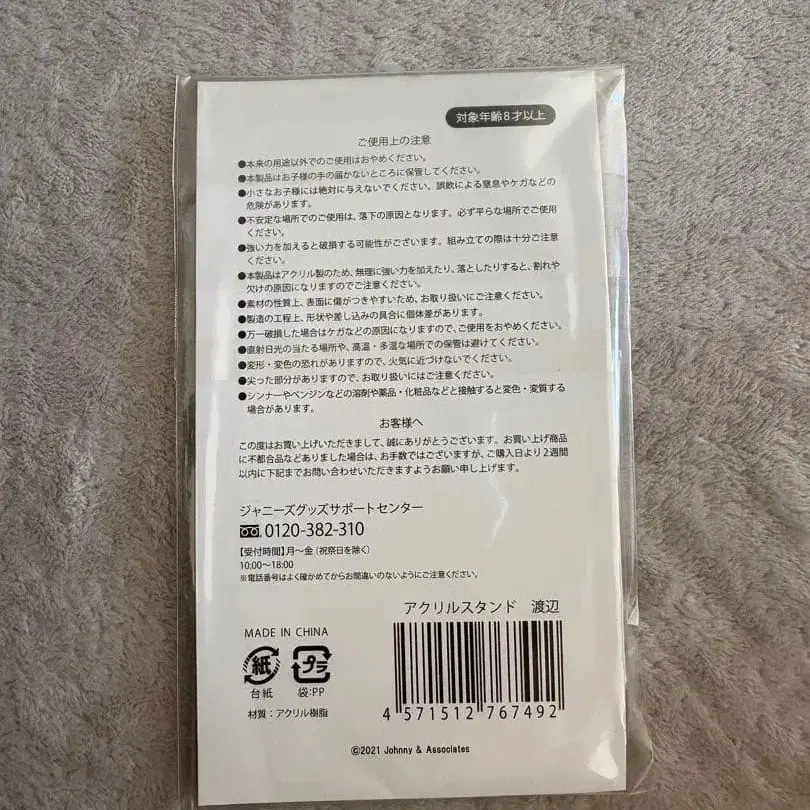 対象年齢8才以上
ご使用上の注意
●本来の用途以外でのご使用はおやめください。
●本製品はお子様の手の届かないところに保管してください。
●小さなお子様には絶対に与えないでください。誤飲による窒息やケガなどの
危険があります。
●不安定な場所でのご使用は、落下の原因となります。必ず平らな場所でご使用
ください。
●強い力を加えると破損する可能性がございます。組み立ての際は十分ご注意
ください。
●本製品はアクリル製のため、無理に強い力を加えたり、落としたりすると、割れや
欠けの原因になりますのでご注意ください。
●素材の性質上、表面に傷がつきやすいため、お取り扱いにご注意ください。
●製造の工程上、形状や差し込みの具合に個体差があります。
●万一破損した場合はケガなどの原因になりますので、ご使用をおやめください。
●直射日光の当たる場所や、高温・多湿な場所での保管は避けてください。
●変形・変色の恐れがありますので、火気に近づけないでください。
●尖った部分がありますので、お取り扱いにはご注意ください。
●シンナーやベンジンなどの溶剤や薬品・化粧品などと接触すると変色・変質する
場合があります。
お客様へ
この度はお買い上げいただきまして、誠にありがとうございます。お買い上げ商品
に不都合品などありました場合は、お手数ではございますが、ご購入日より2週間
以内に下記までお問い合わせいただきますようお願い申し上げます。
ジャニーズグッズサポートセンター
0120-382-310
【受付時間】月〜金（祝祭日を除く）
10:00〜18:00
※電話番号はよく確かめてからお間違いのないようにご注意ください。
アクリルスタンド 渡辺
MADE IN CHINA
紙 プラ
台紙 袋:PP
材質：アクリル樹脂
4 571512 767492
©2021 Johnny & Associates